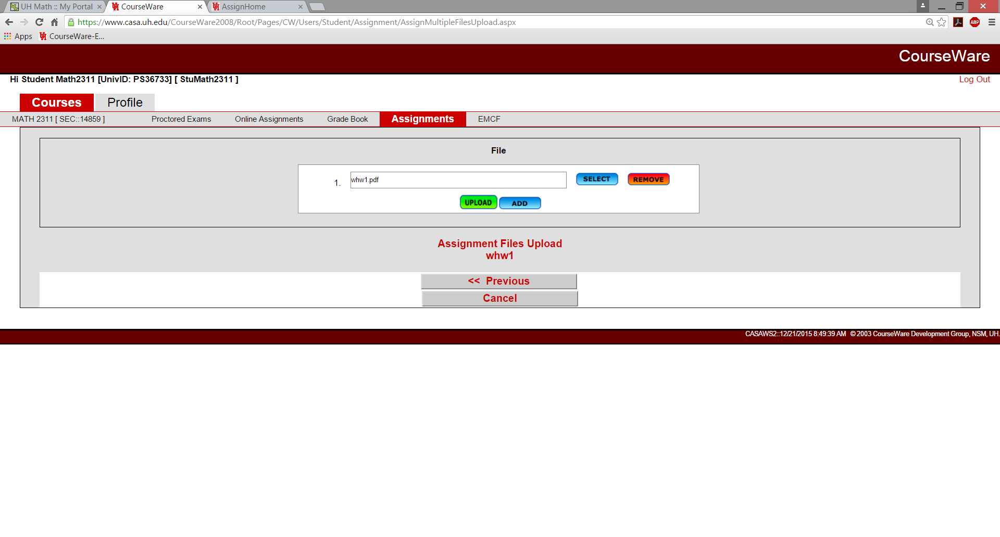 UH Math :: My Portal
CourseWare
AssignHome
https://www.casa.uh.edu/CourseWare2008/Root/Pages/CW/Users/Student/Assignment/AssignMultipleFilesUpload.aspx
ABP
Apps
CourseWare-E...
CourseWare
Hi Student Math2311 [UnivID: PS36733] [ StuMath2311 ]
Log Out
Courses
Profile
MATH 2311 [ SEC::14859 ]
Proctored Exams
Online Assignments
Grade Book
Assignments
EMCF
File
1.
whw1.pdf
SELECT
REMOVE
UPLOAD
ADD
Assignment Files Upload
whw1
<< Previous
Cancel
CASAWS2::12/21/2015 8:49:39 AM © 2003 CourseWare Development Group, NSM, UH.